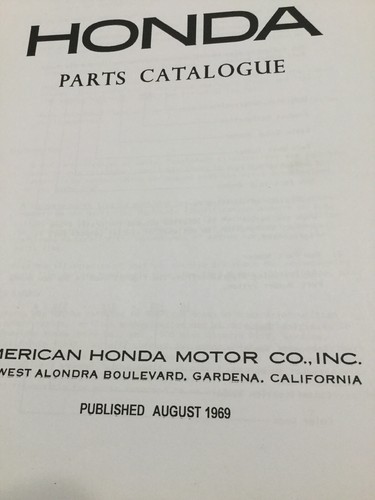 HONDA
PARTS CATALOGUE
MERICAN HONDA MOTOR CO., INC.
WEST ALONDRA BOULEVARD, GARDENA, CALIFORNIA
PUBLISHED AUGUST 1969